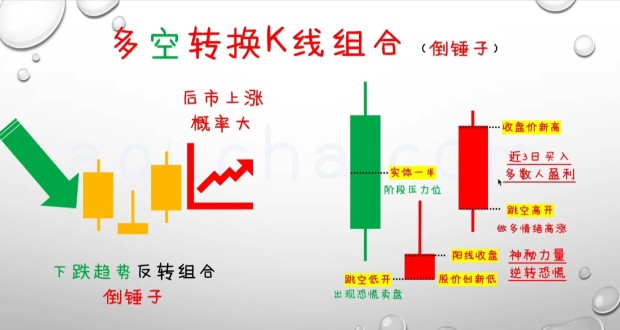 多空转换K线组合（倒锤子）
后市上涨
概率大
下跌趋势反转组合
倒锤子
收盘价新高
实体一半
阶段压力位
近3日买入
多数人盈利
跳空高开
做多情绪高涨
阳线收盘
神秘力量
逆转恐慌
跳空低开
股价创新低
出现恐慌卖盘